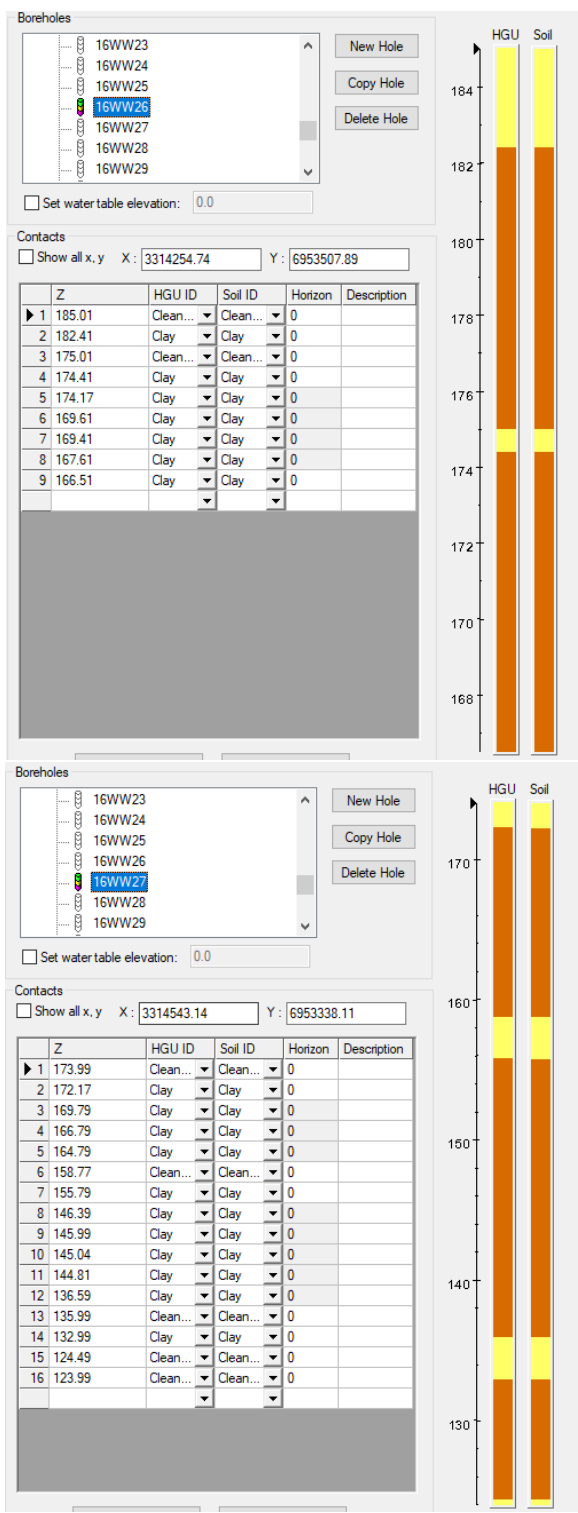 Boreholes
16WW23
16WW24
16WW25
16WW26
16WW27
16WW28
16WW29
New Hole
Copy Hole
Delete Hole
Set water table elevation: 0.0
Contacts
Show all x, y X : 3314254.74 Y : 6953507.89
Z HGU ID Soil ID Horizon Description
1 185.01 Clean... Clean... 0
2 182.41 Clay Clay 0
3 175.01 Clean... Clean... 0
4 174.41 Clay Clay 0
5 174.17 Clay Clay 0
6 169.61 Clay Clay 0
7 169.41 Clay Clay 0
8 167.61 Clay Clay 0
9 166.51 Clay Clay 0
HGU Soil
184
182
180
178
176
174
172
170
168
Boreholes
16WW23
16WW24
16WW25
16WW26
16WW27
16WW28
16WW29
New Hole
Copy Hole
Delete Hole
Set water table elevation: 0.0
Contacts
Show all x, y X : 3314543.14 Y : 6953338.11
Z HGU ID Soil ID Horizon Description
1 173.99 Clean... Clean... 0
2 172.17 Clay Clay 0
3 169.79 Clay Clay 0
4 166.79 Clay Clay 0
5 164.79 Clay Clay 0
6 158.77 Clean... Clean... 0
7 155.79 Clay Clay 0
8 146.39 Clay Clay 0
9 145.99 Clay Clay 0
10 145.04 Clay Clay 0
11 144.81 Clay Clay 0
12 136.59 Clay Clay 0
13 135.99 Clean... Clean... 0
14 132.99 Clay Clay 0
15 124.49 Clean... Clean... 0
16 123.99 Clean... Clean... 0
HGU Soil
170
160
150
140
130